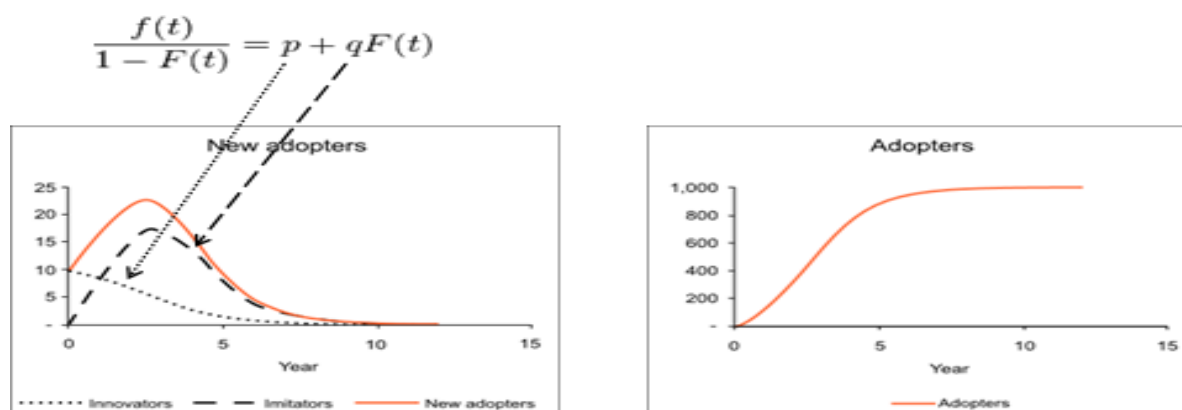 f(t) / 1 − F(t) = p + qF(t)
New adopters
25
20
15
10
5
-
0 5 10 15
Year
Innovators Imitators New adopters
Adopters
1,000
800
600
400
200
-
0 5 10 15
Year
Adopters